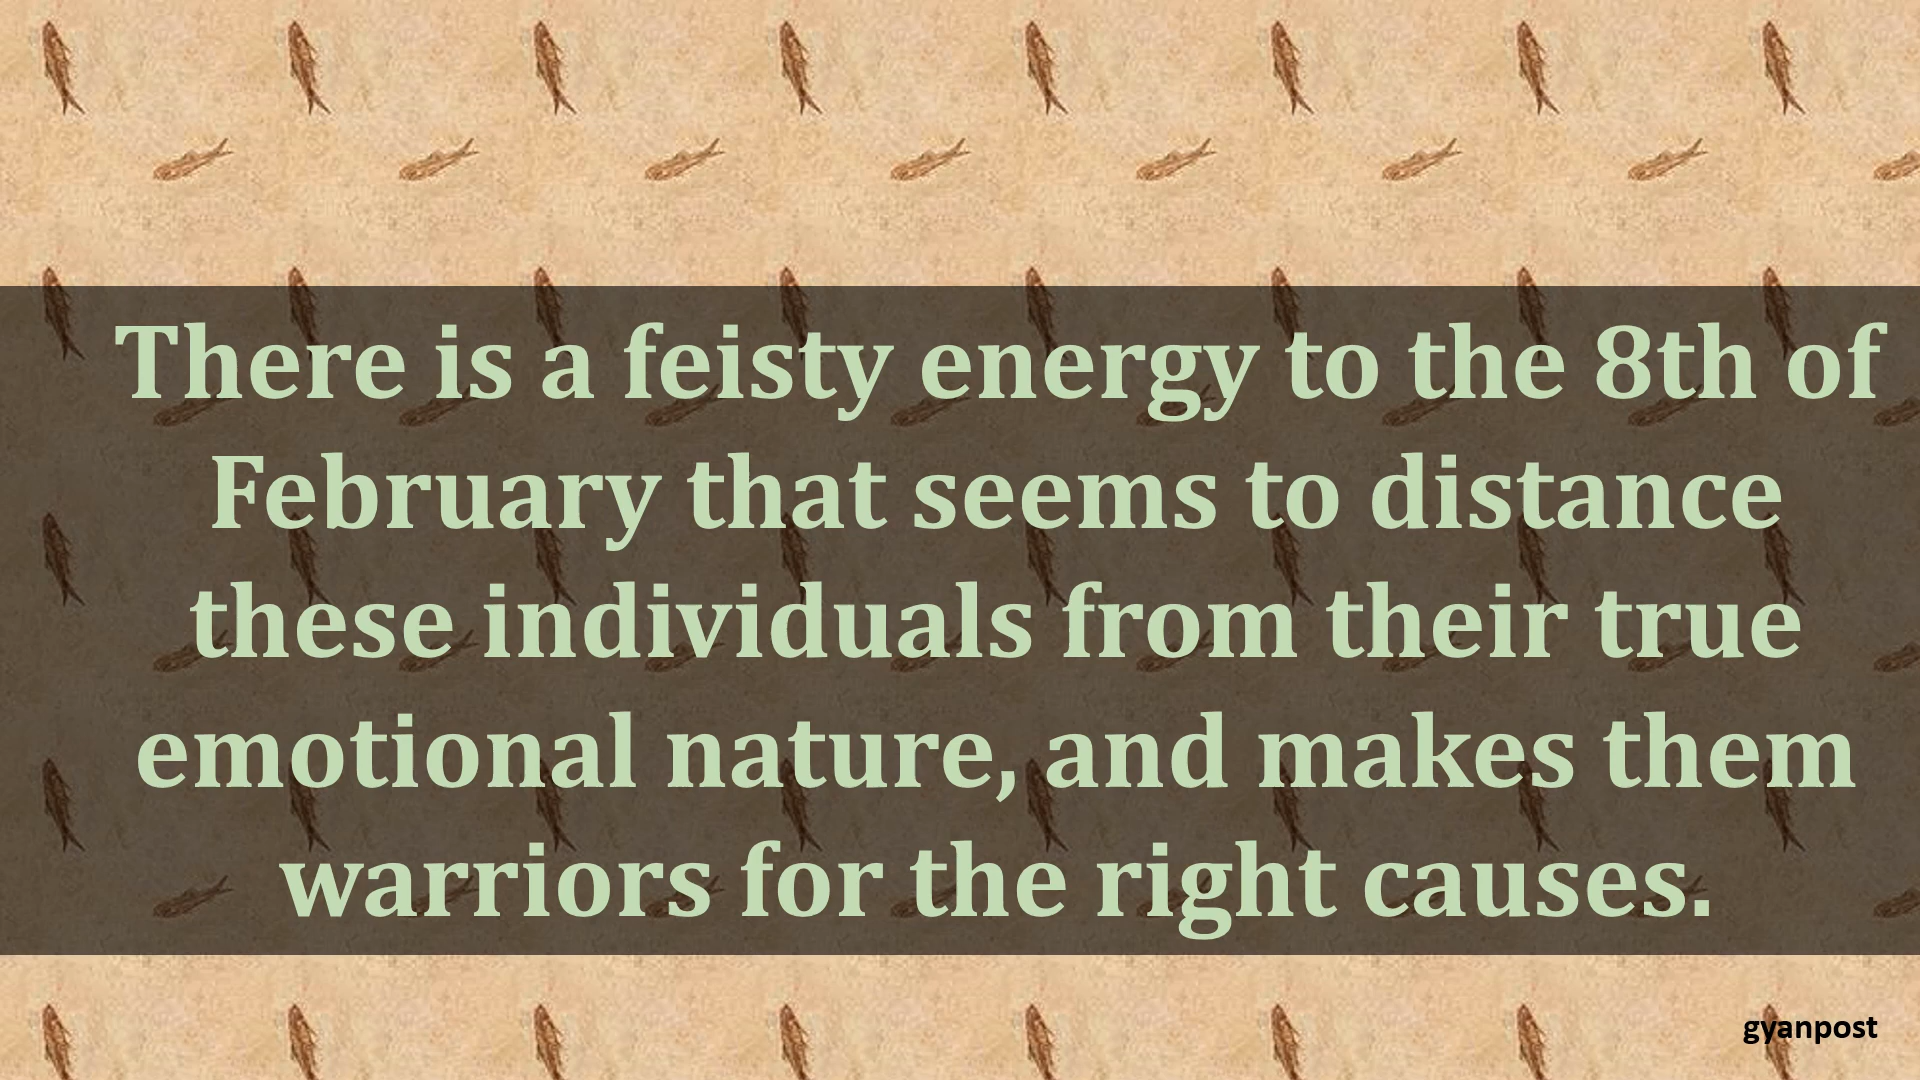 There is a feisty energy to the 8th of
February that seems to distance
these individuals from their true
emotional nature, and makes them
warriors for the right causes.
gyanpost